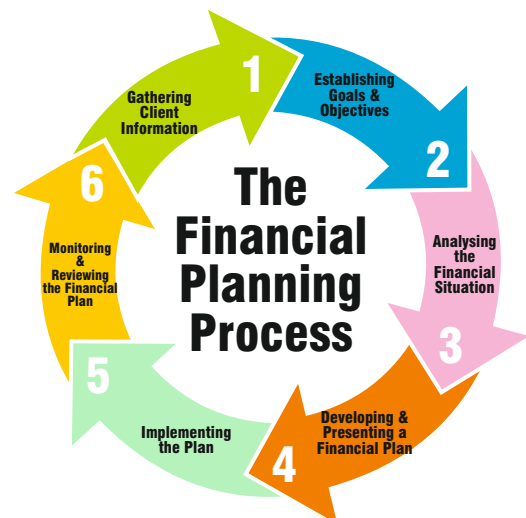 The
Financial
Planning
Process
1
Gathering
Client
Information
2
Establishing
Goals &
Objectives
3
Analysing
the
Financial
Situation
4
Developing &
Presenting a
Financial Plan
5
Implementing
the Plan
6
Monitoring
&
Reviewing
the Financial
Plan